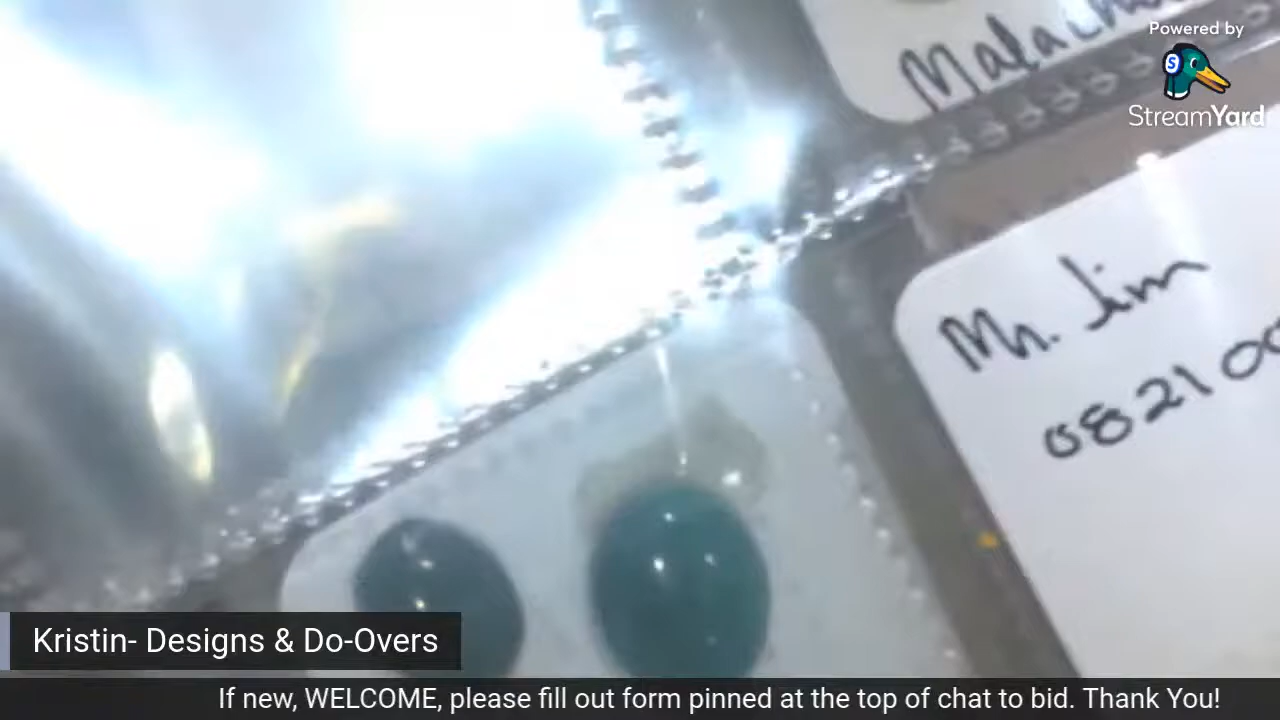 Powered by
StreamYard
Mr. Jim
Kristin- Designs & Do-Overs
If new, WELCOME, please fill out form pinned at the top of chat to bid. Thank You!